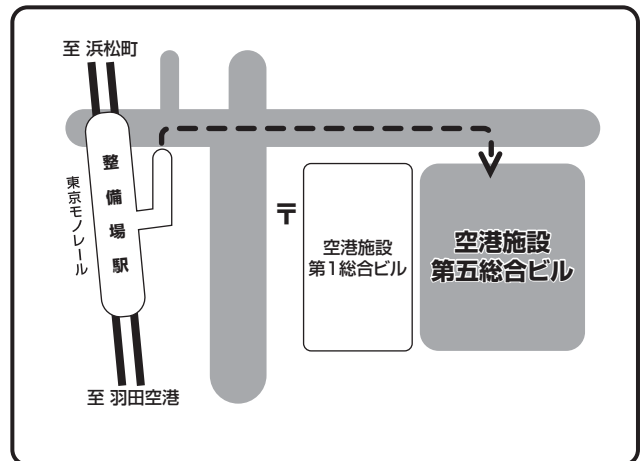 至 浜松町
整備場駅
東京モノレール
〒
空港施設
第1総合ビル
空港施設
第五総合ビル
至 羽田空港